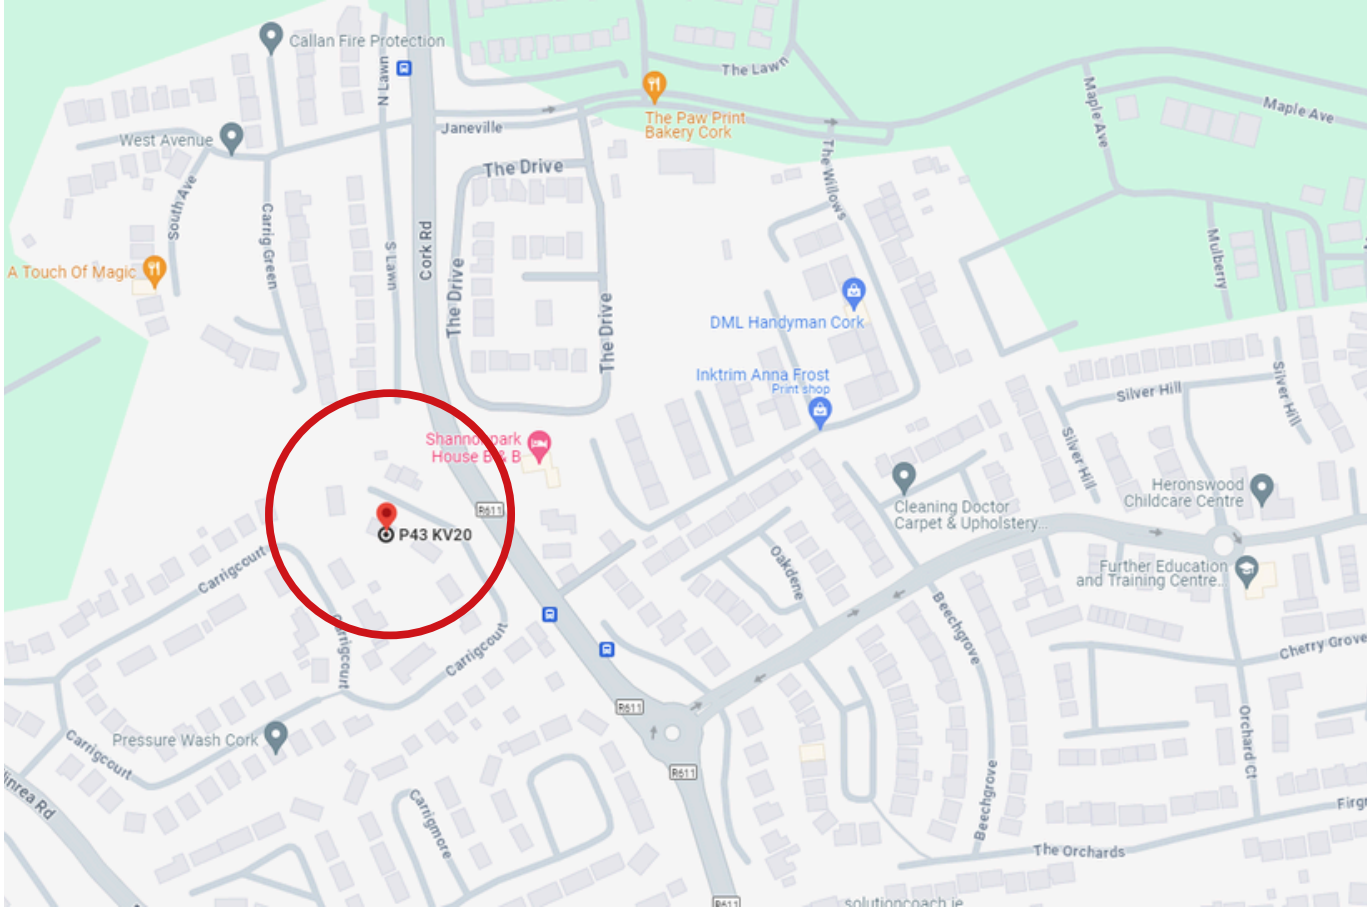 Callan Fire Protection
N Lawn
The Lawn
The Paw Print
Bakery Cork
Maple Ave
Maple Ave
West Avenue
Janeville
The Drive
The Willows
South Ave
Carrig Green
S Lawn
Cork Rd
The Drive
The Drive
Mulberry
A Touch Of Magic
DML Handyman Cork
Inktrim Anna Frost
Print shop
Silver Hill
Silver Hill
Silver Hill
Shannonpark
House B & B
Heronswood
Childcare Centre
Cleaning Doctor
Carpet & Upholstery...
R611
P43 KV20
Carrigcourt
Oakdene
Further Education
and Training Centre..
Beechgrove
Carrigcourt
Carrigcourt
Cherry Grove
R611
Pressure Wash Cork
Carrigcourt
Orchard Ct
R611
inrea Rd
Carrigmore
Beechgrove
Firgr
The Orchards
R611
solutioncoach.ie